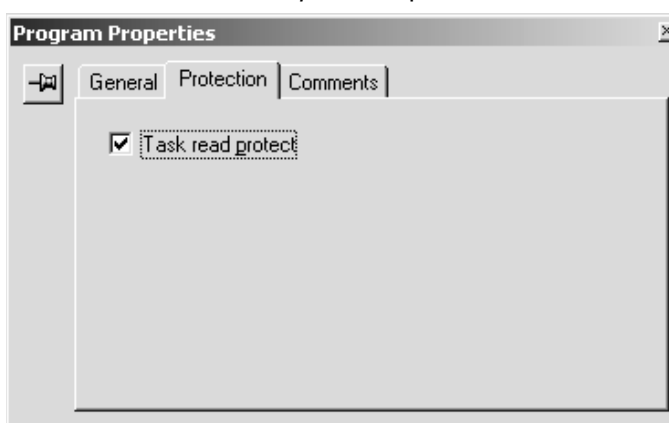 Program Properties
General Protection Comments
Task read protect